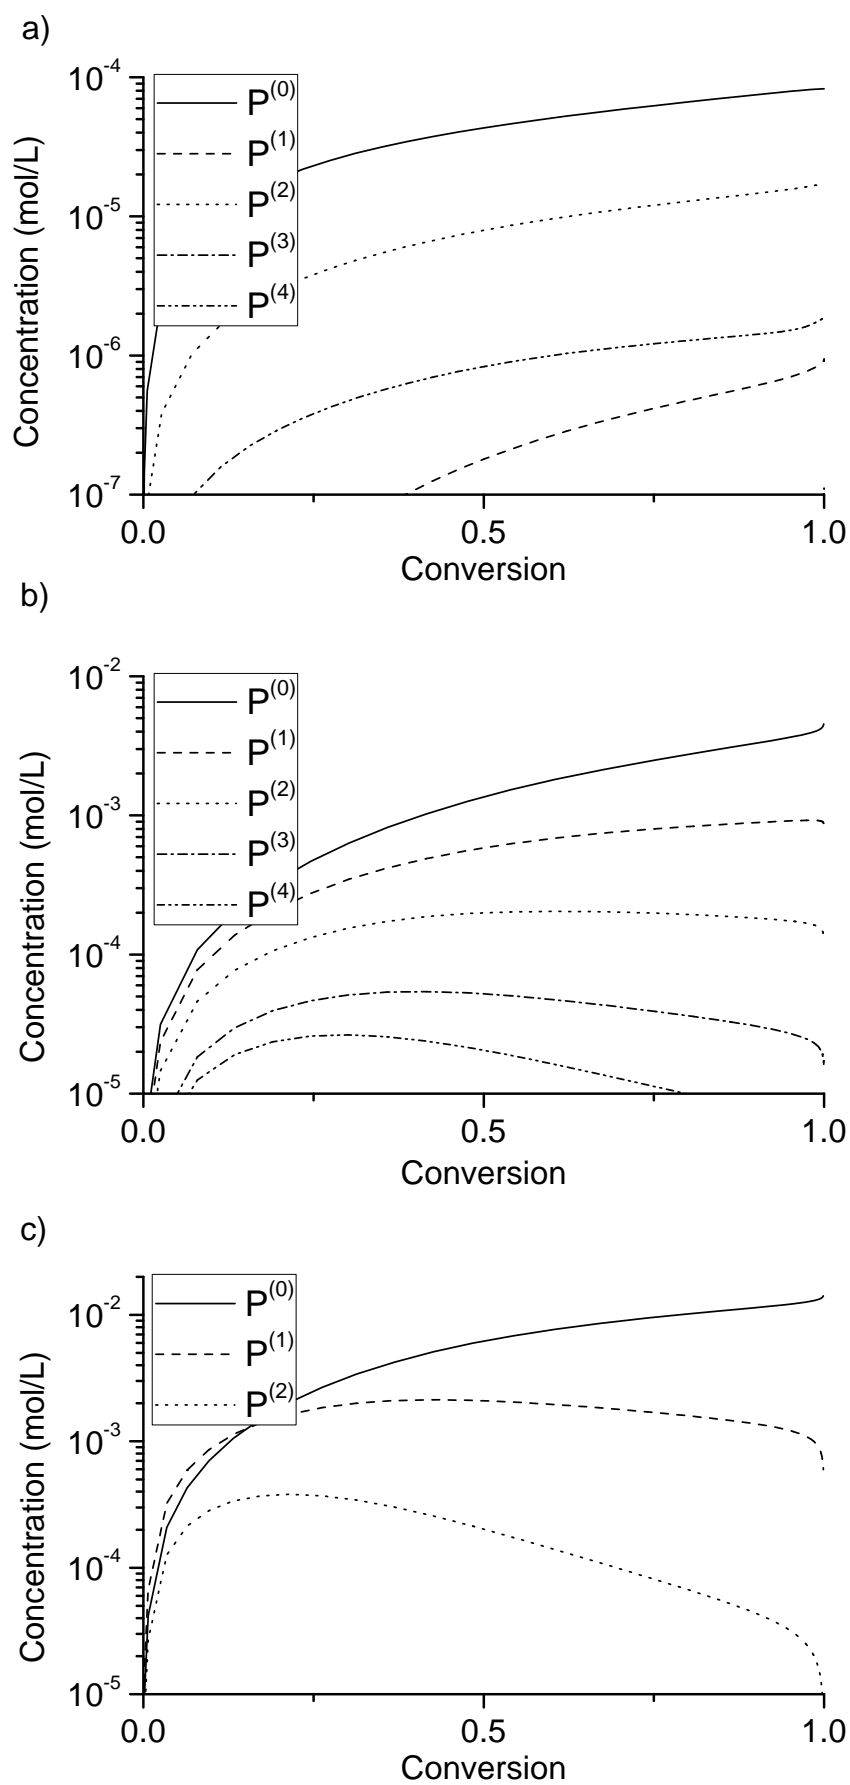 a)
10^-4
P^(0)
P^(1)
P^(2)
P^(3)
P^(4)
10^-5
10^-6
10^-7
Concentration (mol/L)
0.0 0.5 1.0
Conversion
b)
10^-2
P^(0)
P^(1)
P^(2)
P^(3)
P^(4)
10^-3
10^-4
10^-5
Concentration (mol/L)
0.0 0.5 1.0
Conversion
c)
P^(0)
P^(1)
P^(2)
10^-2
10^-3
10^-4
10^-5
Concentration (mol/L)
0.0 0.5 1.0
Conversion